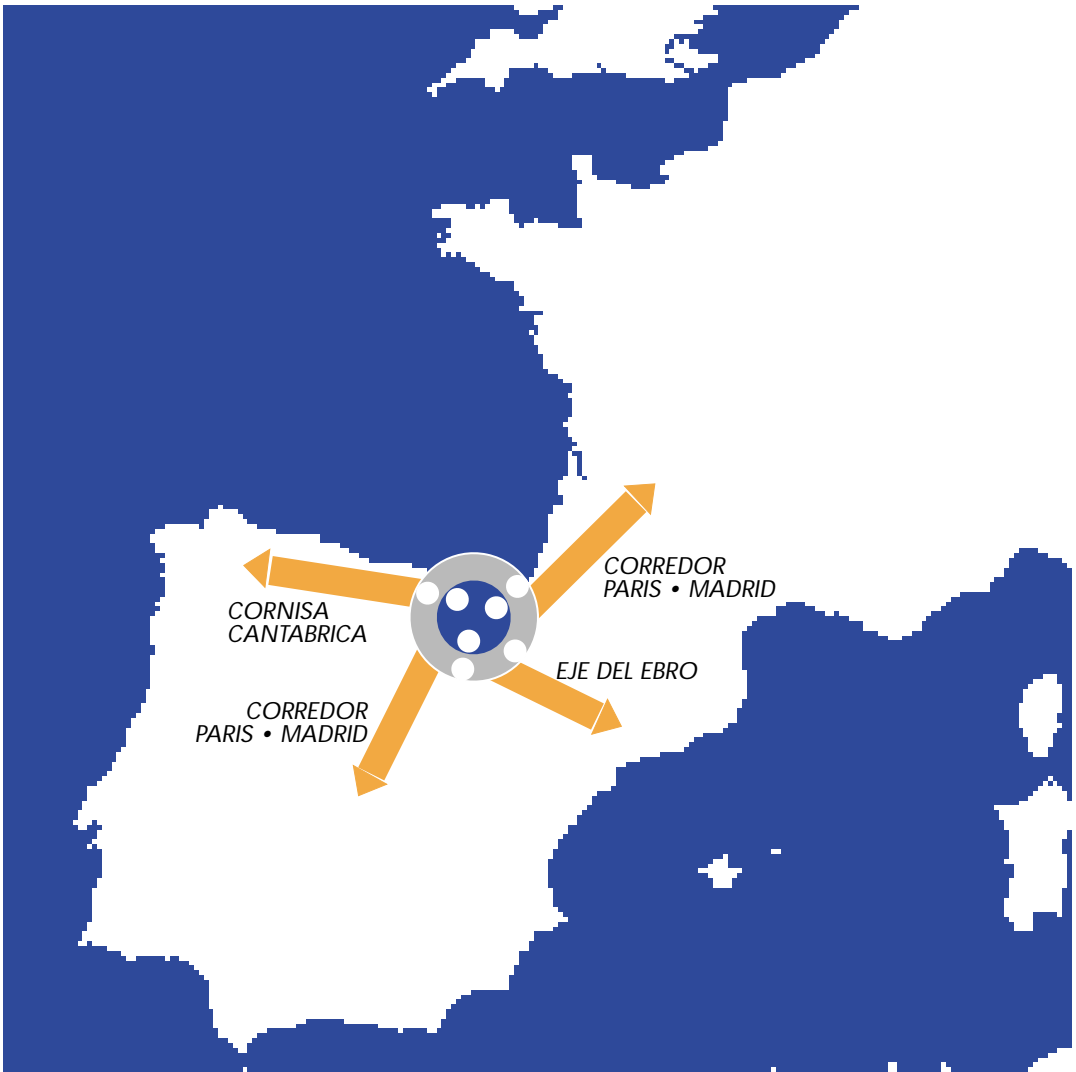 CORREDOR
PARIS • MADRID
CORNISA
CANTABRICA
EJE DEL EBRO
CORREDOR
PARIS • MADRID